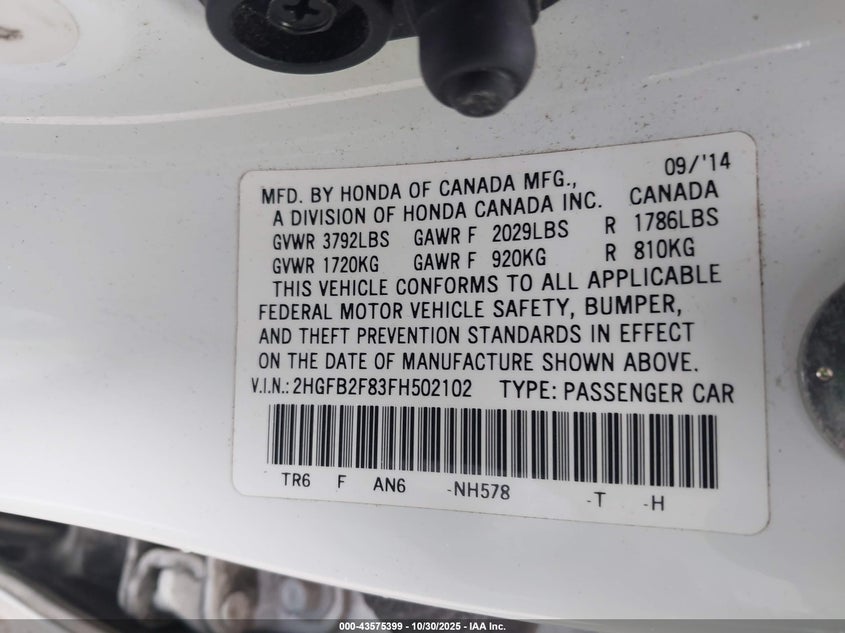 09/'14
MFD. BY HONDA OF CANADA MFG.,
A DIVISION OF HONDA CANADA INC. CANADA
GVWR 3792LBS GAWR F 2029LBS R 1786LBS
GVWR 1720KG GAWR F 920KG R 810KG
THIS VEHICLE CONFORMS TO ALL APPLICABLE
FEDERAL MOTOR VEHICLE SAFETY, BUMPER,
AND THEFT PREVENTION STANDARDS IN EFFECT
ON THE DATE OF MANUFACTURE SHOWN ABOVE.
V.I.N.: 2HGFB2F83FH502102 TYPE: PASSENGER CAR
TR6 F AN6 -NH578 -T -H
000-43575399 | 10/30/2025 - IAA Inc.